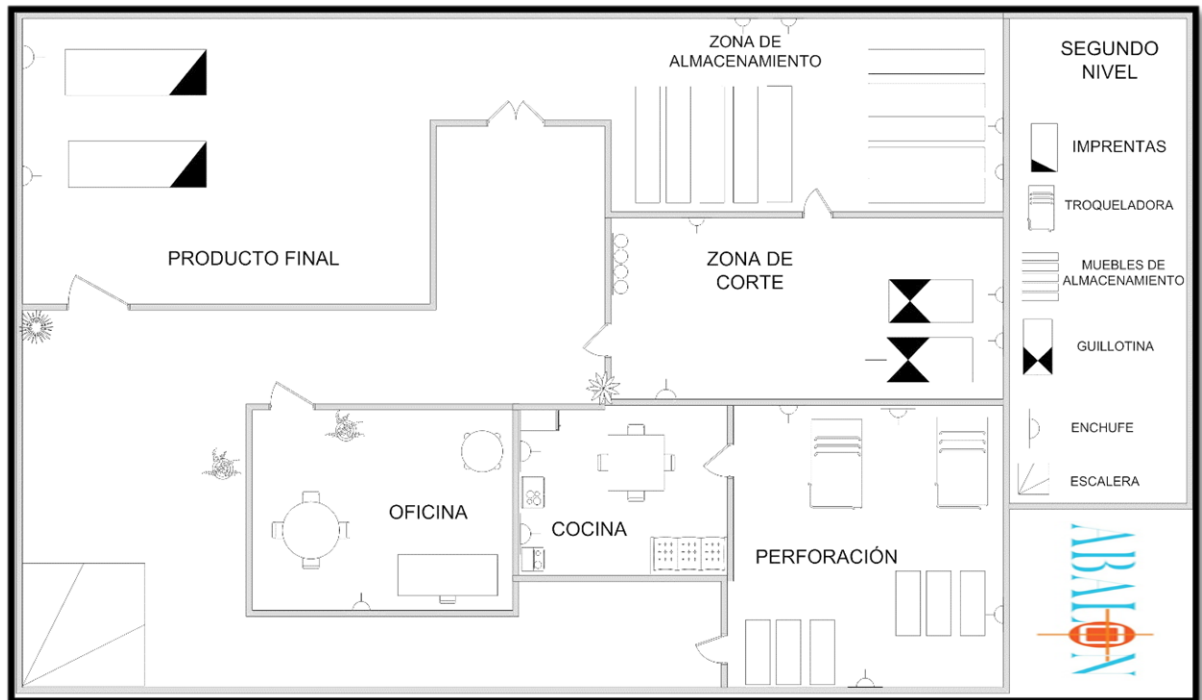 ZONA DE
ALMACENAMIENTO
PRODUCTO FINAL
ZONA DE
CORTE
OFICINA
COCINA
PERFORACIÓN
SEGUNDO
NIVEL
IMPRENTAS
TROQUELADORA
MUEBLES DE
ALMACENAMIENTO
GUILLOTINA
ENCHUFE
ESCALERA